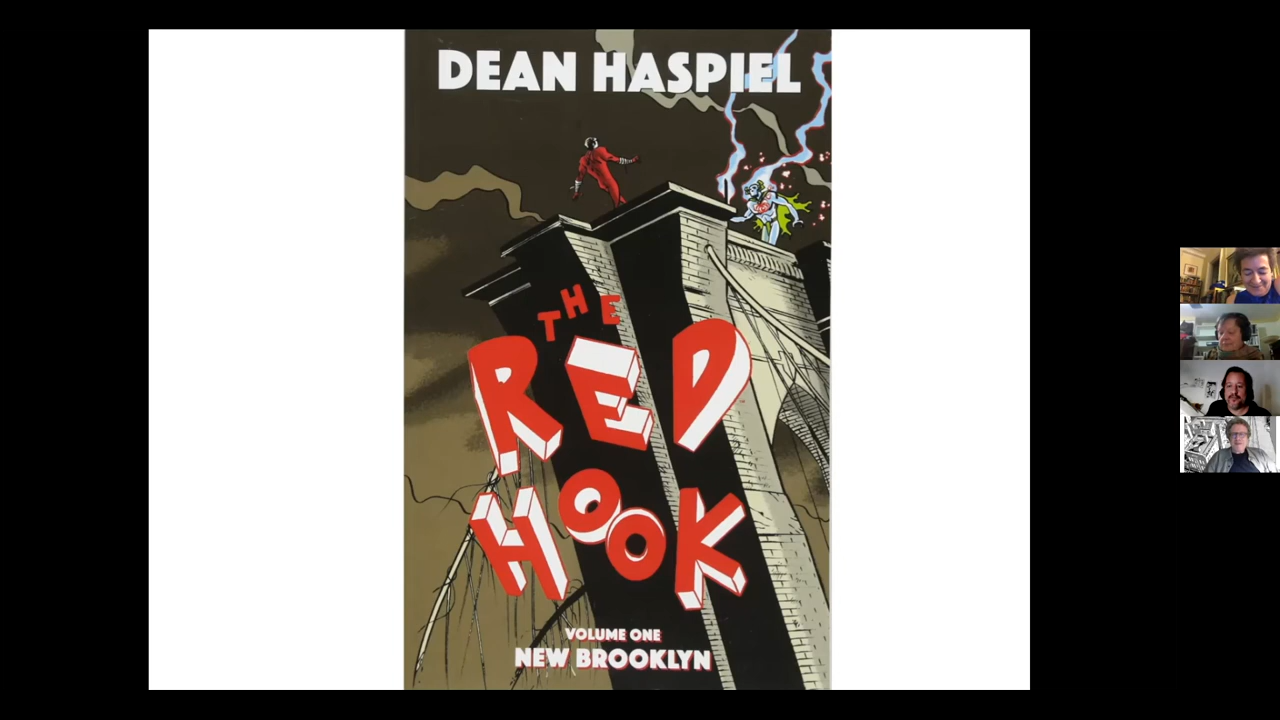 DEAN HASPIEL
THE
RED
HOOK
VOLUME ONE
NEW BROOKLYN